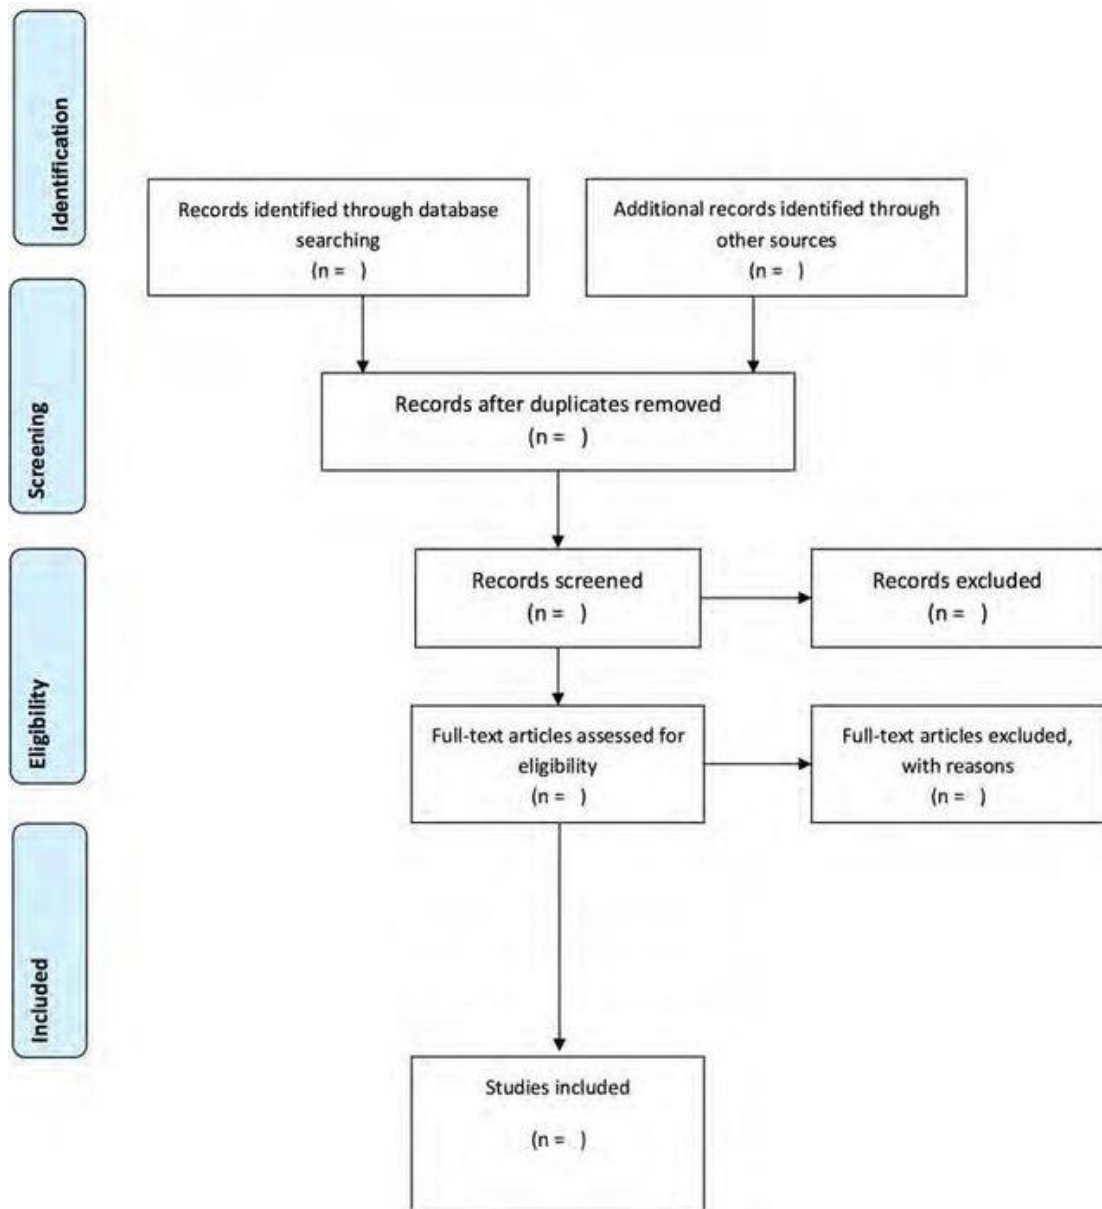 Identification
Records identified through database
searching
(n =   )
Additional records identified through
other sources
(n =   )
Screening
Records after duplicates removed
(n =   )
Eligibility
Records screened
(n =   )
Records excluded
(n =   )
Full-text articles assessed for
eligibility
(n =   )
Full-text articles excluded,
with reasons
(n =   )
Included
Studies included
(n =   )